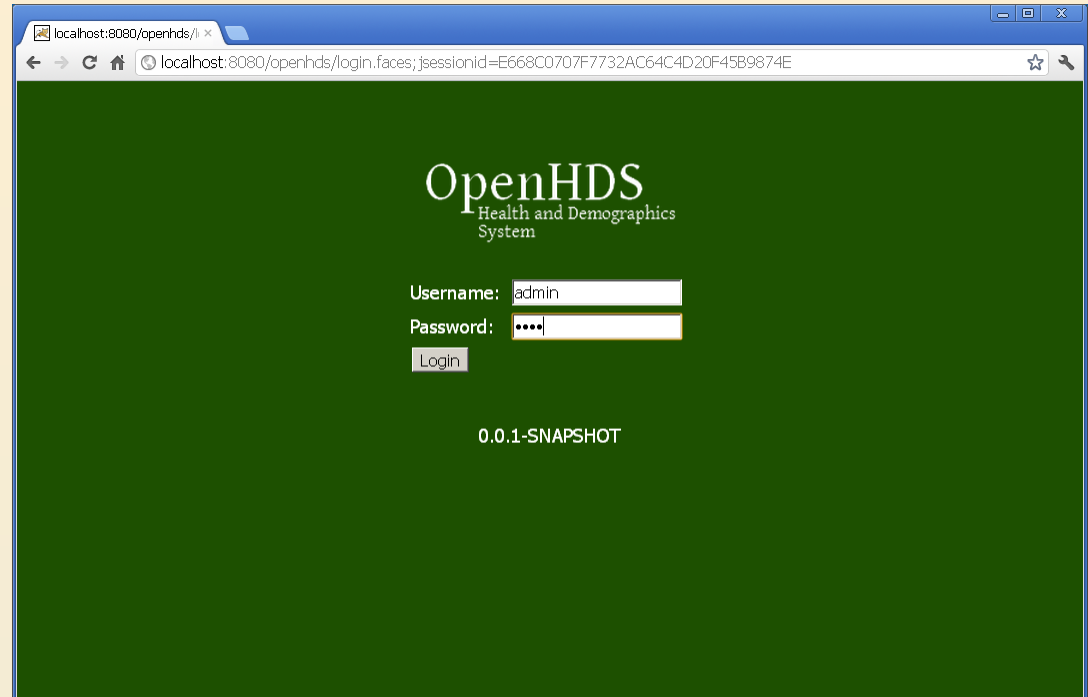 localhost:8080/openhds/l
localhost:8080/openhds/login.faces;jsessionid=E668C0707F7732AC64C4D20F45B9874E
OpenHDS
Health and Demographics
System
Username: admin
Password: ••••
Login
0.0.1-SNAPSHOT